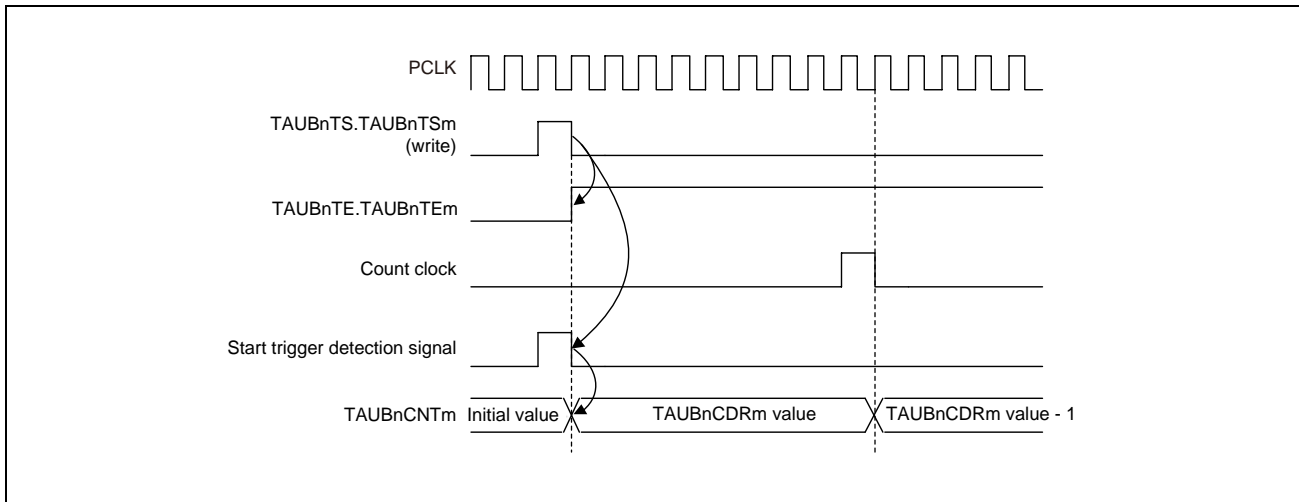 PCLK
TAUBnTS.TAUBnTSm
(write)
TAUBnTE.TAUBnTEm
Count clock
Start trigger detection signal
TAUBnCNTm Initial value TAUBnCDRm value TAUBnCDRm value - 1